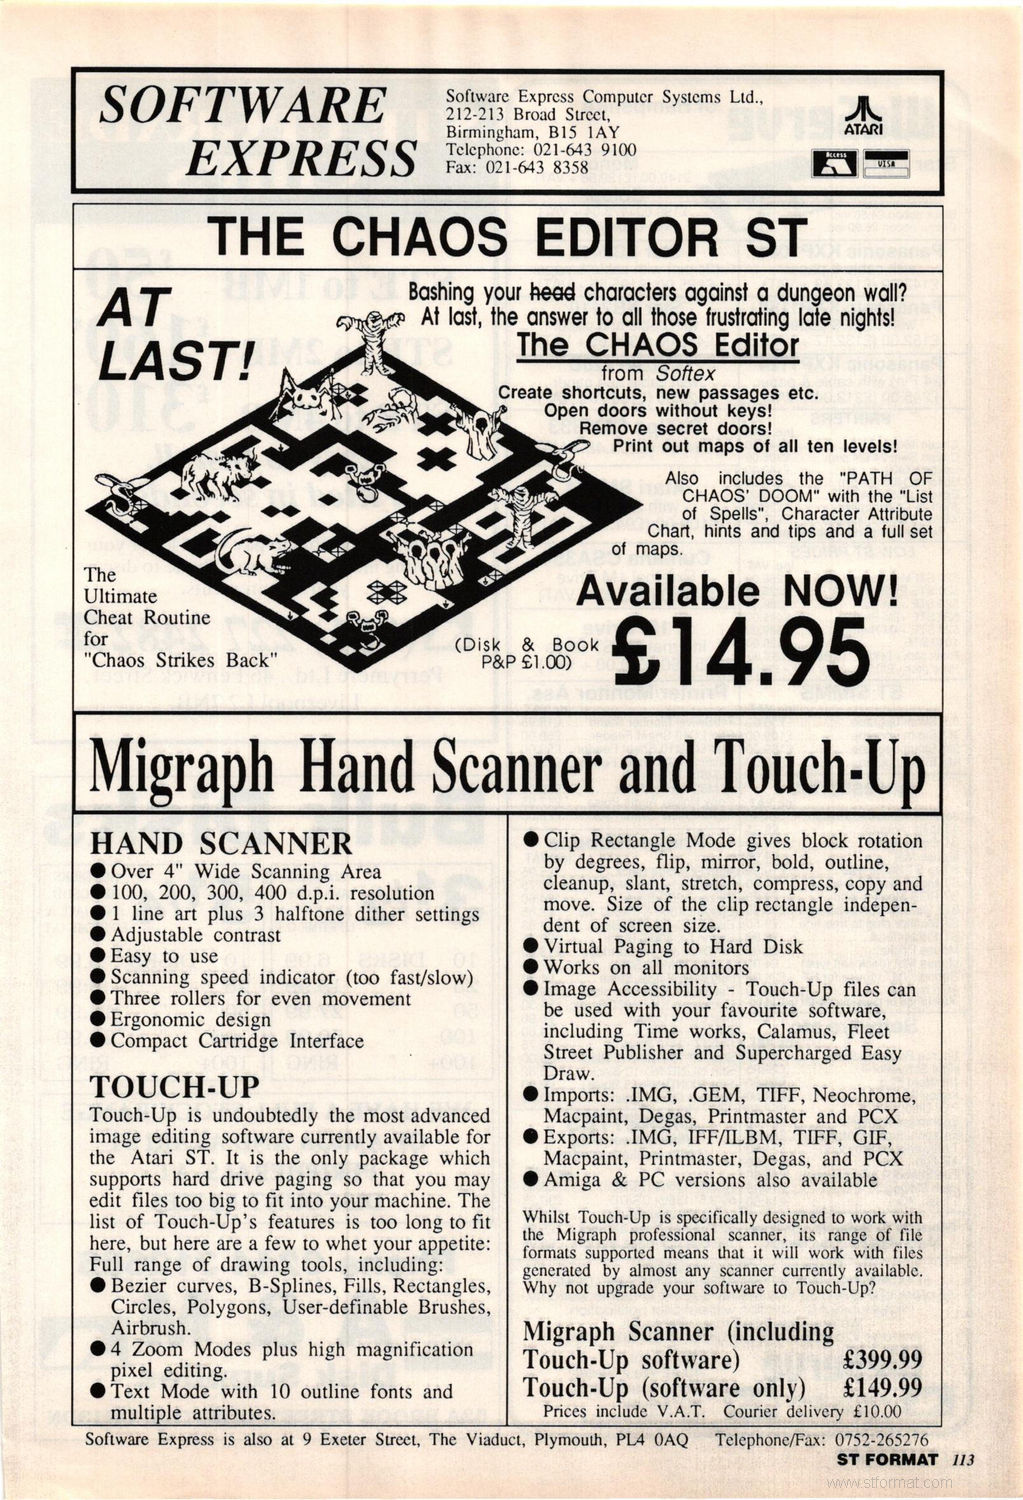 SOFTWARE
EXPRESS
Software Express Computer Systems Ltd.,
212-213 Broad Street,
Birmingham, B15 1AY
Telephone: 021-643 9100
Fax: 021-643 8358
ATARI
Access
VISA
THE CHAOS EDITOR ST
AT
LAST!
Bashing your head characters against a dungeon wall?
At last, the answer to all those frustrating late nights!
The CHAOS Editor
from Softex
Create shortcuts, new passages etc.
Open doors without keys!
Remove secret doors!
Print out maps of all ten levels!
Also includes the "PATH OF
CHAOS' DOOM" with the "List
of Spells", Character Attribute
Chart, hints and tips and a full set
of maps.
The
Ultimate
Cheat Routine
for
"Chaos Strikes Back"
Available NOW!
(Disk & Book
P&P £1.00)
£14.95
Migraph Hand Scanner and Touch-Up
HAND SCANNER
● Over 4" Wide Scanning Area
● 100, 200, 300, 400 d.p.i. resolution
● 1 line art plus 3 halftone dither settings
● Adjustable contrast
● Easy to use
● Scanning speed indicator (too fast/slow)
● Three rollers for even movement
● Ergonomic design
● Compact Cartridge Interface
TOUCH-UP
Touch-Up is undoubtedly the most advanced
image editing software currently available for
the Atari ST. It is the only package which
supports hard drive paging so that you may
edit files too big to fit into your machine. The
list of Touch-Up's features is too long to fit
here, but here are a few to whet your appetite:
Full range of drawing tools, including:
● Bezier curves, B-Splines, Fills, Rectangles,
Circles, Polygons, User-definable Brushes,
Airbrush.
● 4 Zoom Modes plus high magnification
pixel editing.
● Text Mode with 10 outline fonts and
multiple attributes.
● Clip Rectangle Mode gives block rotation
by degrees, flip, mirror, bold, outline,
cleanup, slant, stretch, compress, copy and
move. Size of the clip rectangle indepen-
dent of screen size.
● Virtual Paging to Hard Disk
● Works on all monitors
● Image Accessibility - Touch-Up files can
be used with your favourite software,
including Time works, Calamus, Fleet
Street Publisher and Supercharged Easy
Draw.
● Imports: .IMG, .GEM, TIFF, Neochrome,
Macpaint, Degas, Printmaster and PCX
● Exports: .IMG, IFF/ILBM, TIFF, GIF,
Macpaint, Printmaster, Degas, and PCX
● Amiga & PC versions also available
Whilst Touch-Up is specifically designed to work with
the Migraph professional scanner, its range of file
formats supported means that it will work with files
generated by almost any scanner currently available.
Why not upgrade your software to Touch-Up?
Migraph Scanner (including
Touch-Up software) £399.99
Touch-Up (software only) £149.99
Prices include V.A.T. Courier delivery £10.00
Software Express is also at 9 Exeter Street, The Viaduct, Plymouth, PL4 0AQ Telephone/Fax: 0752-265276
ST FORMAT 113
www.stformat.com